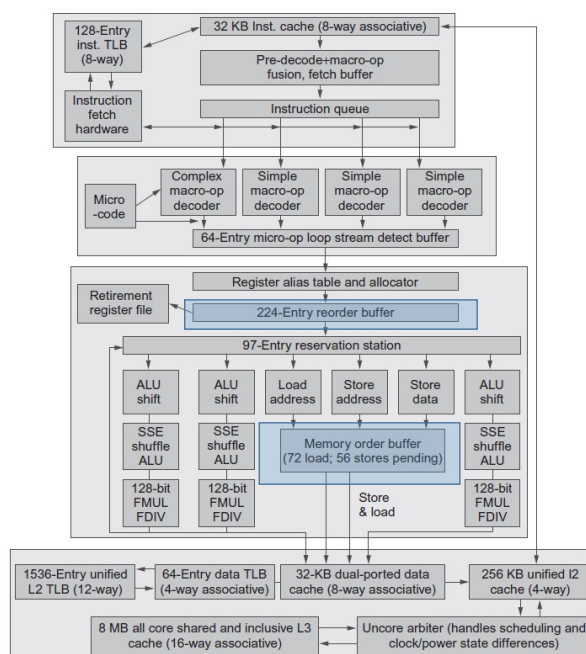 128-Entry
inst. TLB
(8-way)
32 KB Inst. cache (8-way associative)
Pre-decode+macro-op
fusion, fetch buffer
Instruction
fetch
hardware
Instruction queue
Micro
-code
Complex
macro-op
decoder
Simple
macro-op
decoder
Simple
macro-op
decoder
Simple
macro-op
decoder
64-Entry micro-op loop stream detect buffer
Register alias table and allocator
Retirement
register file
224-Entry reorder buffer
97-Entry reservation station
ALU
shift
ALU
shift
Load
address
Store
address
Store
data
ALU
shift
SSE
shuffle
ALU
SSE
shuffle
ALU
Memory order buffer
(72 load; 56 stores pending)
SSE
shuffle
ALU
128-bit
FMUL
FDIV
128-bit
FMUL
FDIV
Store
& load
128-bit
FMUL
FDIV
1536-Entry unified
L2 TLB (12-way)
64-Entry data TLB
(4-way associative)
32-KB dual-ported data
cache (8-way associative)
256 KB unified l2
cache (4-way)
8 MB all core shared and inclusive L3
cache (16-way associative)
Uncore arbiter (handles scheduling and
clock/power state differences)